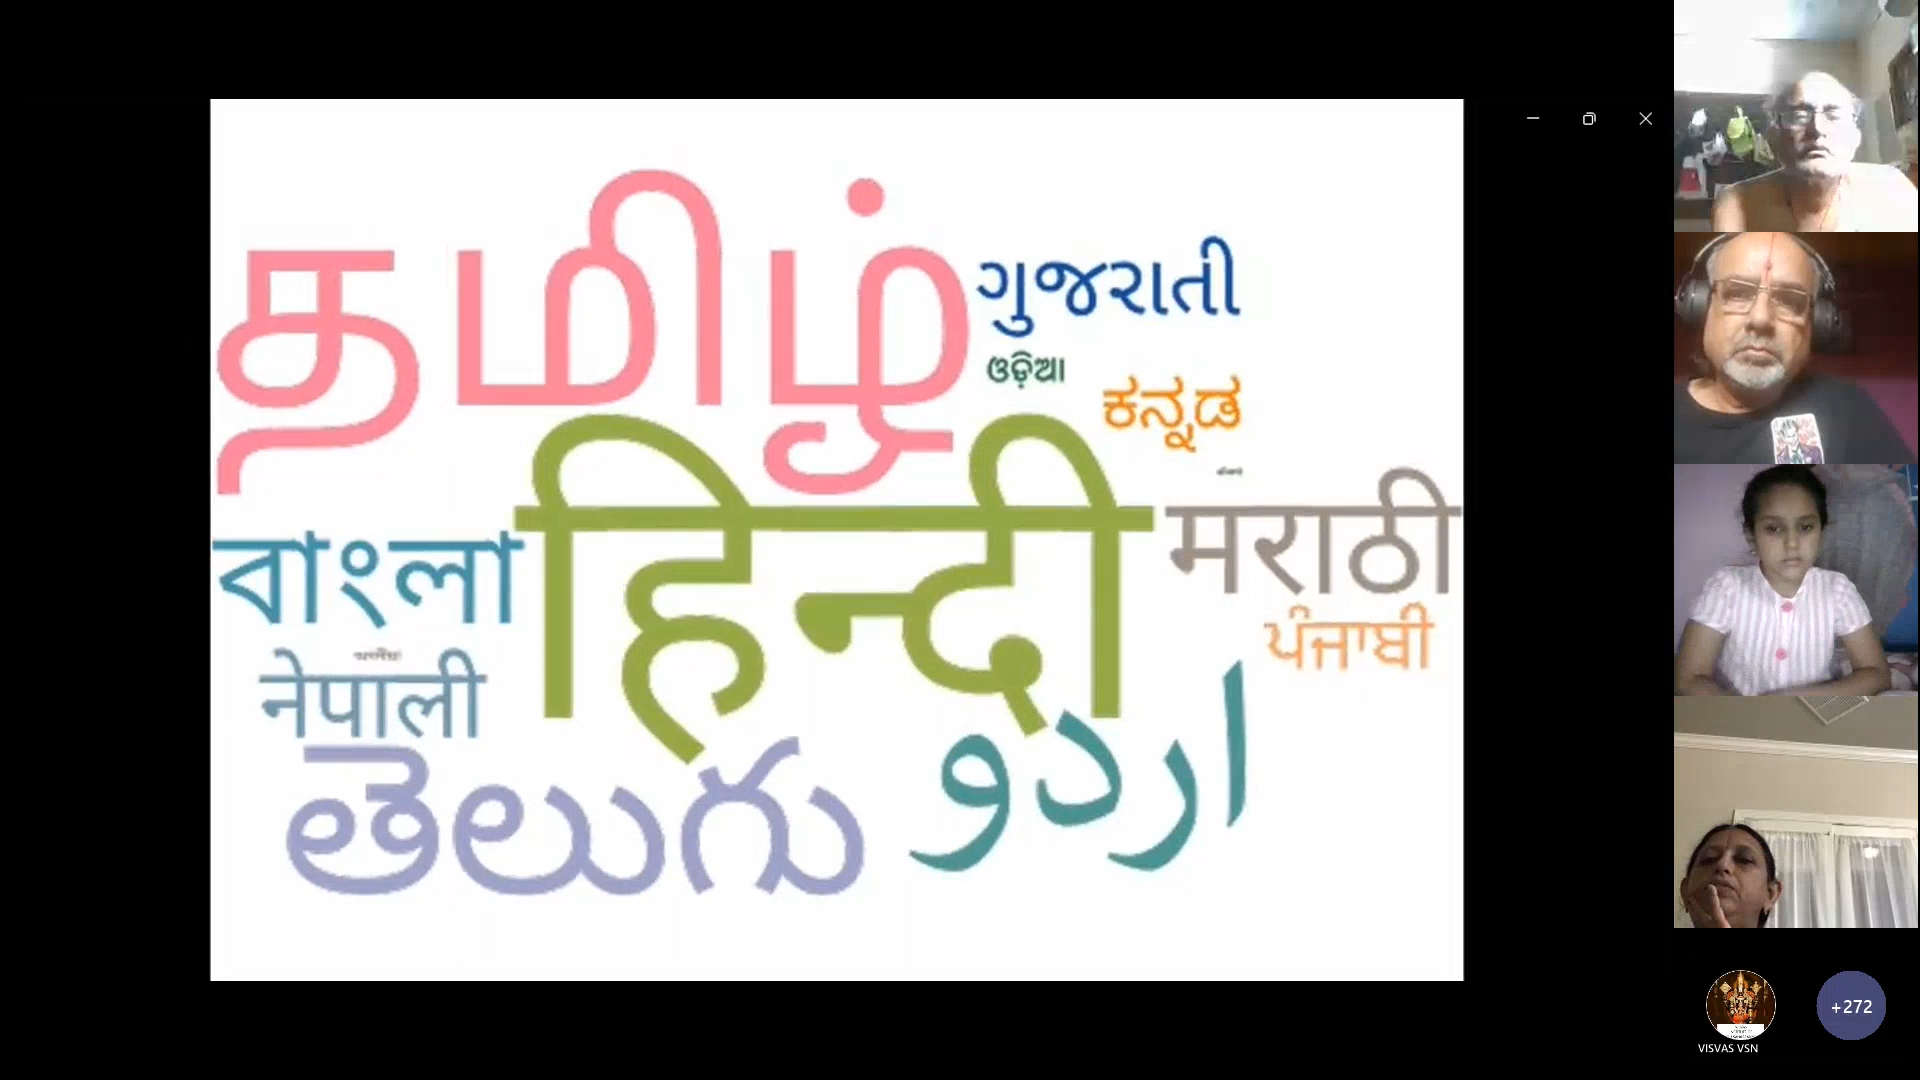 தமிழ்
ગુજરાતી
ଓଡ଼ିଆ
ಕನ್ನಡ
हिन्दी
मराठी
বাংলা
ਪੰਜਾਬੀ
नेपाली
తెలుగు
اردو
VISVAS VSN
+272